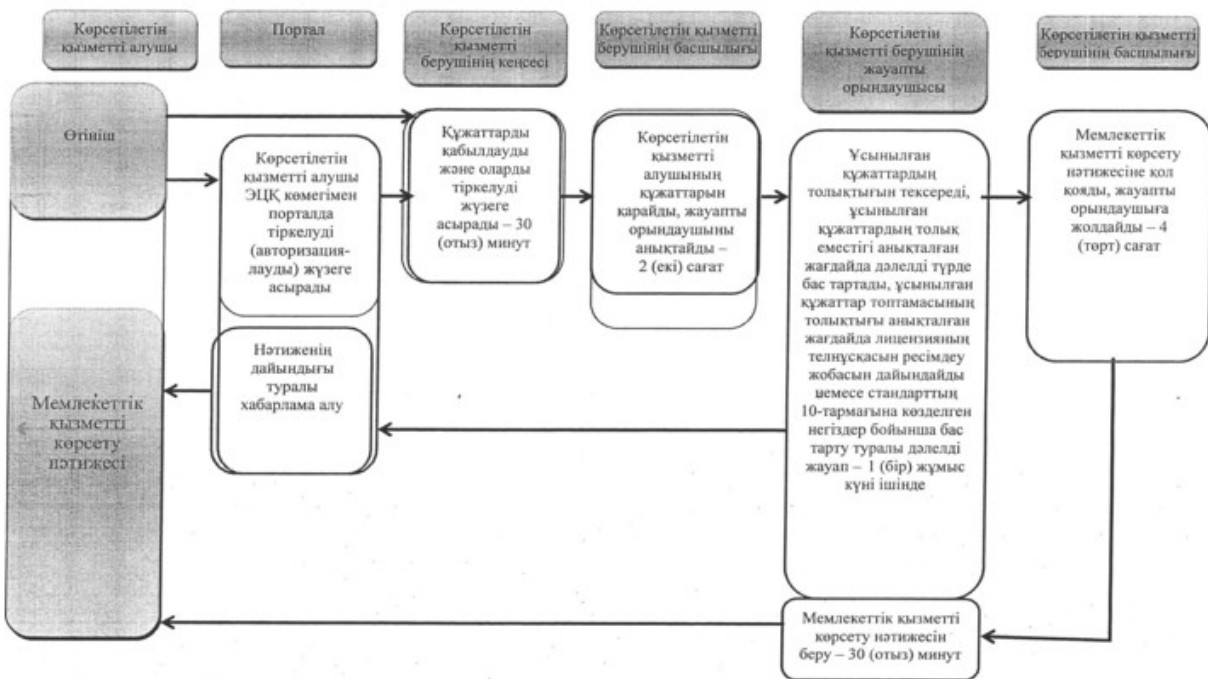 Көрсетілетін
қызметті алушы
Портал
Көрсетілетін
қызметті
берушінің кеңсесі
Көрсетілетін қызметті
берушінің басшылығы
Көрсетілетін
қызметті берушінің
жауапты
орындаушысы
Көрсетілетін қызметті
берушінің басшылығы
Өтініш
Көрсетілетін
қызметті алушы
ЭЦҚ көмегімен
порталда
тіркелуді
(авторизация-
лауды) жүзеге
асырады
Құжаттарды
қабылдауды
және оларды
тіркелуді
жүзеге
асырады – 30
(отыз) минут
Көрсетілетін
қызметті
алушының
құжаттарын
қарайды, жауапты
орындаушыны
анықтайды –
2 (екі) сағат
Ұсынылған
құжаттардың
толықтығын тексереді,
ұсынылған
құжаттардың толық
еместігі анықталған
жағдайда дәлелді түрде
бас тартады, ұсынылған
құжаттар топтамасының
толықтығы анықталған
жағдайда лицензияның
телнұсқасын ресімдеу
жобасын дайындайды
немесе стандарттың
10-тармағына көзделген
негіздер бойынша бас
тарту туралы дәлелді
жауап – 1 (бір) жұмыс
күні ішінде
Мемлекеттік
қызметті көрсету
нәтижесіне қол
қояды, жауапты
орындаушыға
жолдайды – 4
(төрт) сағат
Нәтиженің
дайындығы
туралы
хабарлама алу
Мемлекеттік
қызметті
көрсету
нәтижесі
Мемлекеттік қызметті
көрсету нәтижесін
беру – 30 (отыз) минут